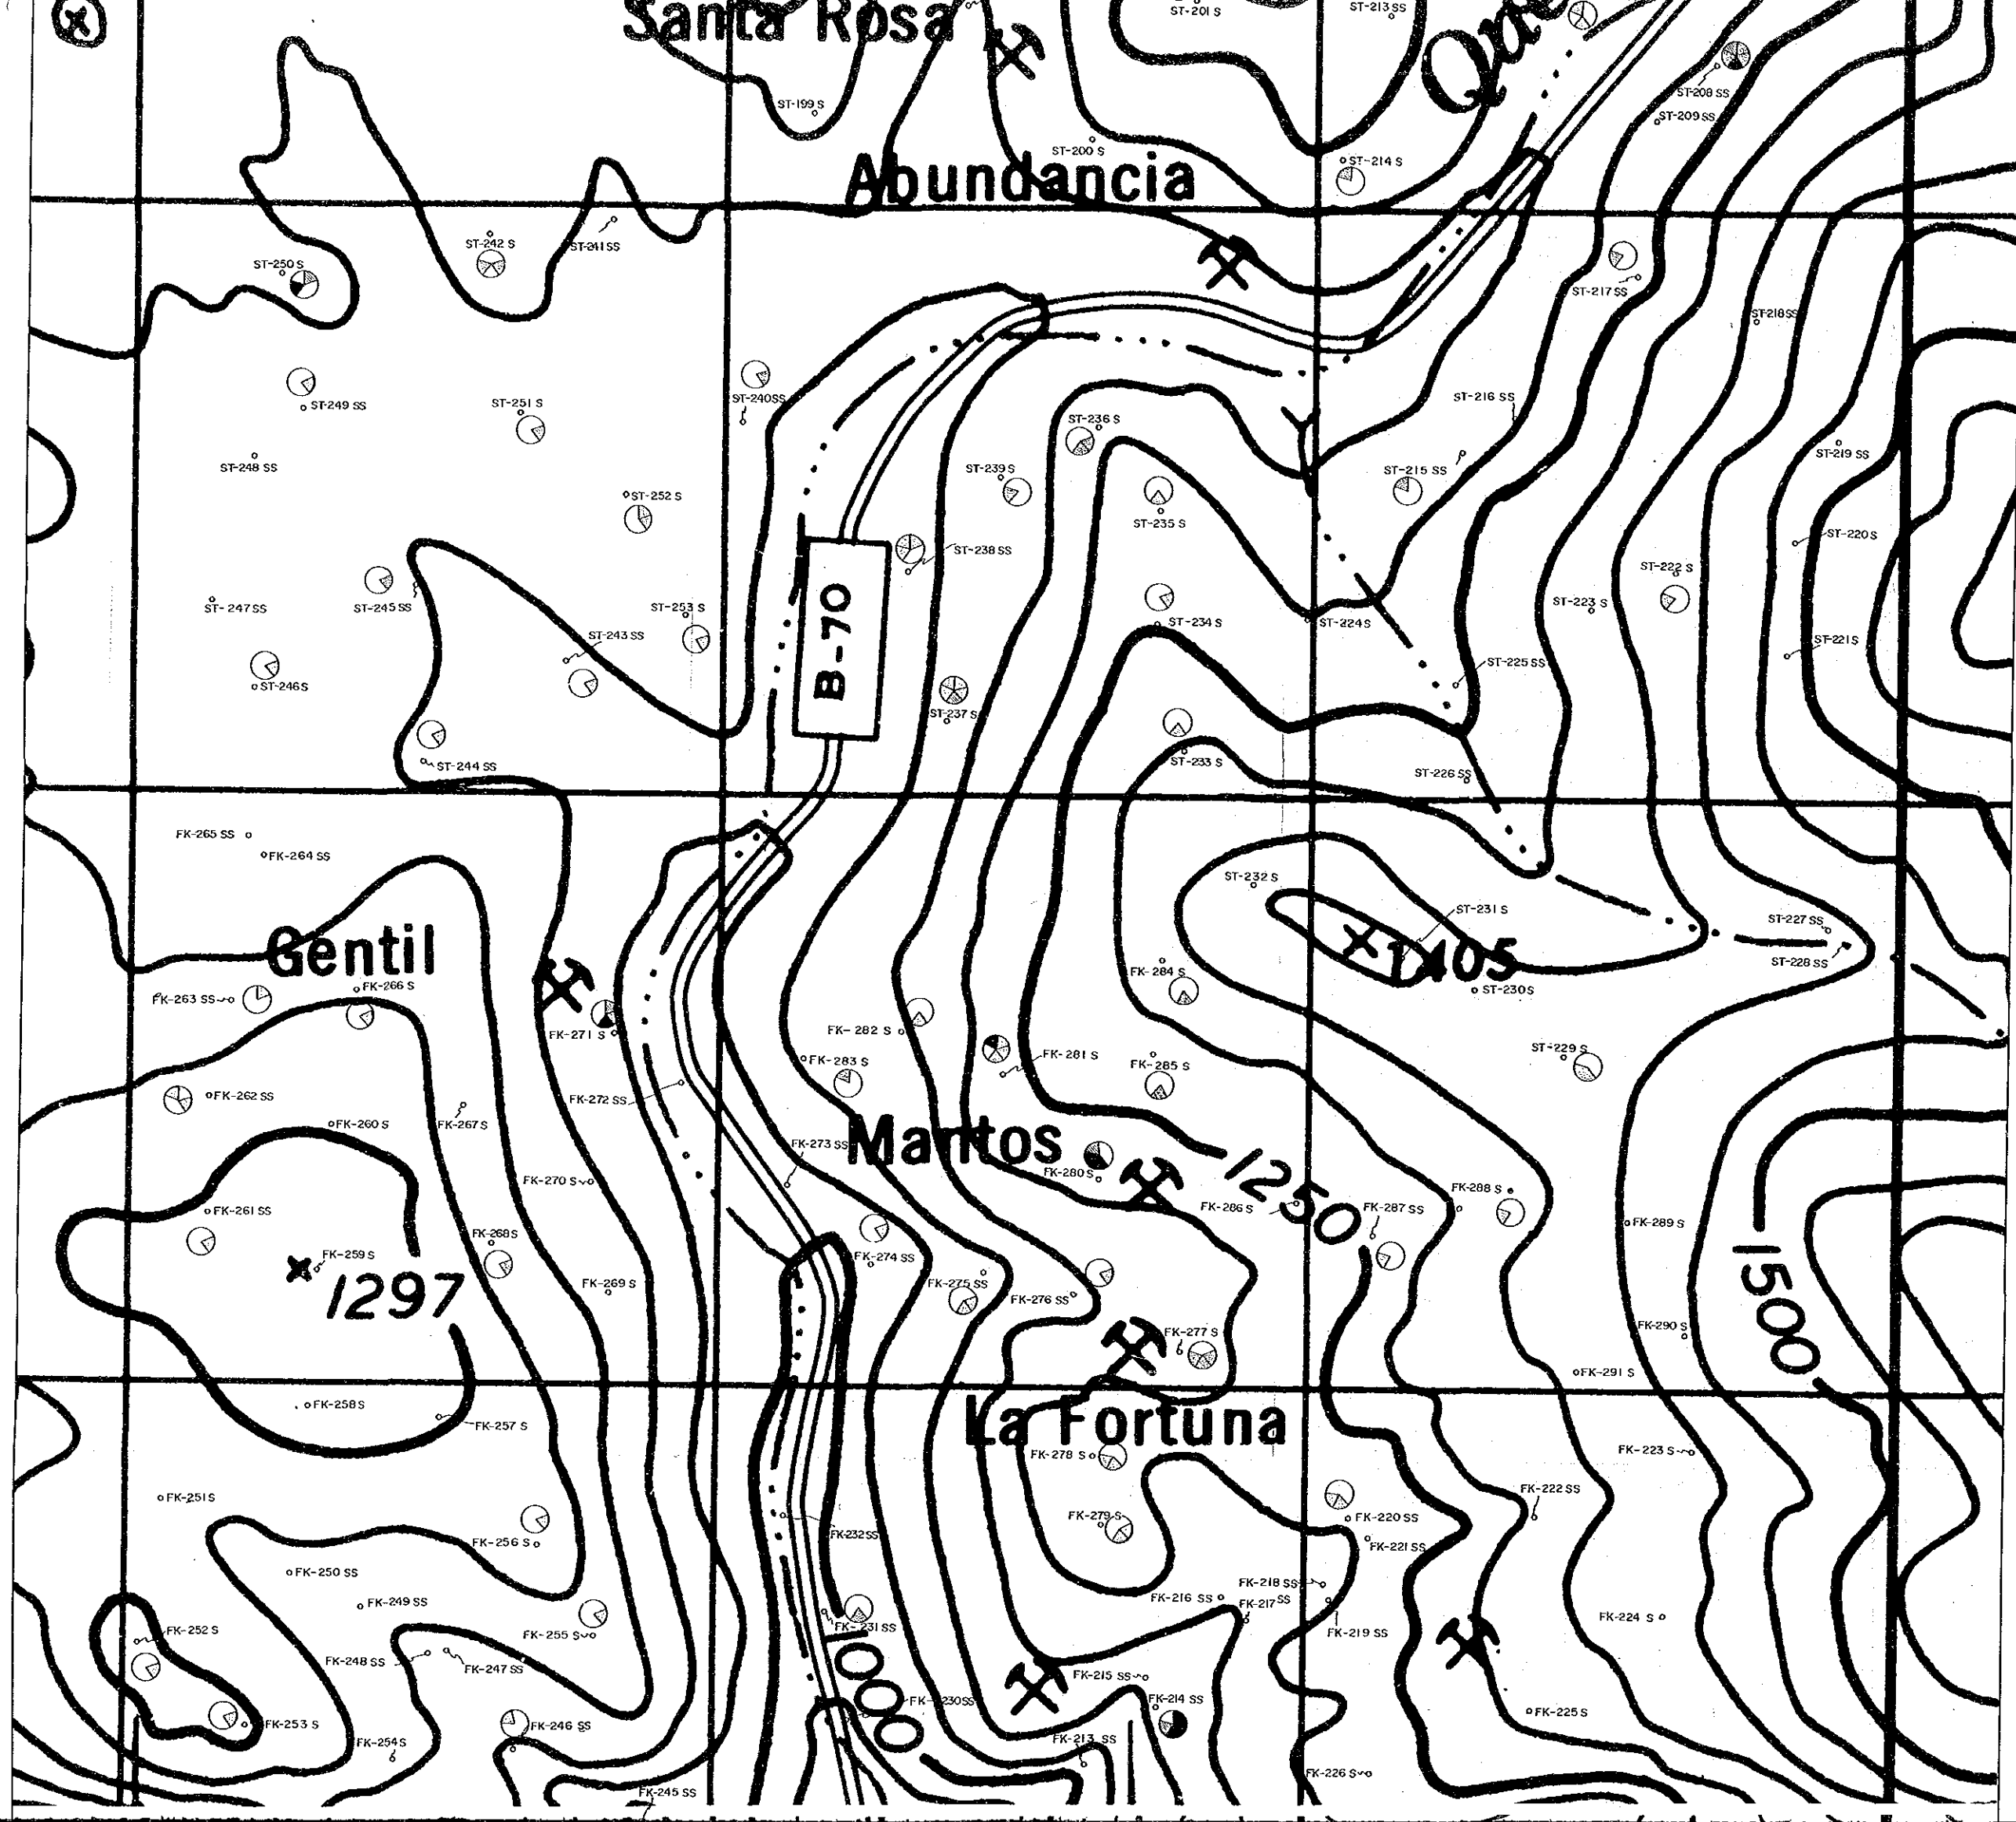 Santa Rosa
ST-201 S
ST-213 SS
ST-208 SS
ST-209 SS
ST-199 S
ST-200 S
ST-214 S
Abundancia
ST-242 S
ST-241 SS
ST-250 S
ST-217 SS
ST-218 SS
ST-249 SS
ST-251 S
ST-240 SS
ST-216 SS
ST-236 S
ST-248 SS
ST-239 S
ST-215 SS
ST-219 SS
ST-252 S
ST-235 S
ST-238 SS
ST-220 S
ST-222 S
ST-247 SS
ST-245 SS
ST-253 S
B-70
ST-234 S
ST-224 S
ST-223 S
ST-243 SS
ST-221 S
ST-225 SS
ST-246 S
ST-237 S
ST-244 SS
ST-233 S
ST-226 SS
FK-265 SS
FK-264 SS
ST-232 S
ST-231 S
ST-227 SS
Gentil
1405
ST-228 SS
FK-284 S
FK-263 SS
FK-266 S
ST-230 S
FK-271 S
FK-282 S
FK-283 S
FK-281 S
FK-285 S
ST-229 S
FK-262 SS
FK-272 SS
FK-260 S
FK-267 S
Mantos
FK-273 SS
FK-280 S
1250
FK-270 S
FK-286 S
FK-287 SS
FK-288 S
FK-261 SS
FK-289 S
FK-268 S
FK-259 S
1297
FK-269 S
FK-274 SS
FK-275 SS
FK-276 SS
1500
FK-277 S
FK-290 S
FK-291 S
FK-258 S
FK-257 S
La Fortuna
FK-278 S
FK-223 S
FK-251 S
FK-222 SS
FK-279 S
FK-220 SS
FK-256 S
FK-232 SS
FK-221 SS
FK-250 SS
FK-249 SS
FK-218 SS
FK-216 SS
FK-217 SS
FK-252 S
FK-255 S
FK-231 SS
FK-219 SS
FK-224 S
FK-248 SS
FK-247 SS
1000
FK-215 SS
FK-230 SS
FK-214 SS
FK-253 S
FK-246 SS
FK-225 S
FK-254 S
FK-213 SS
FK-226 S
FK-245 SS